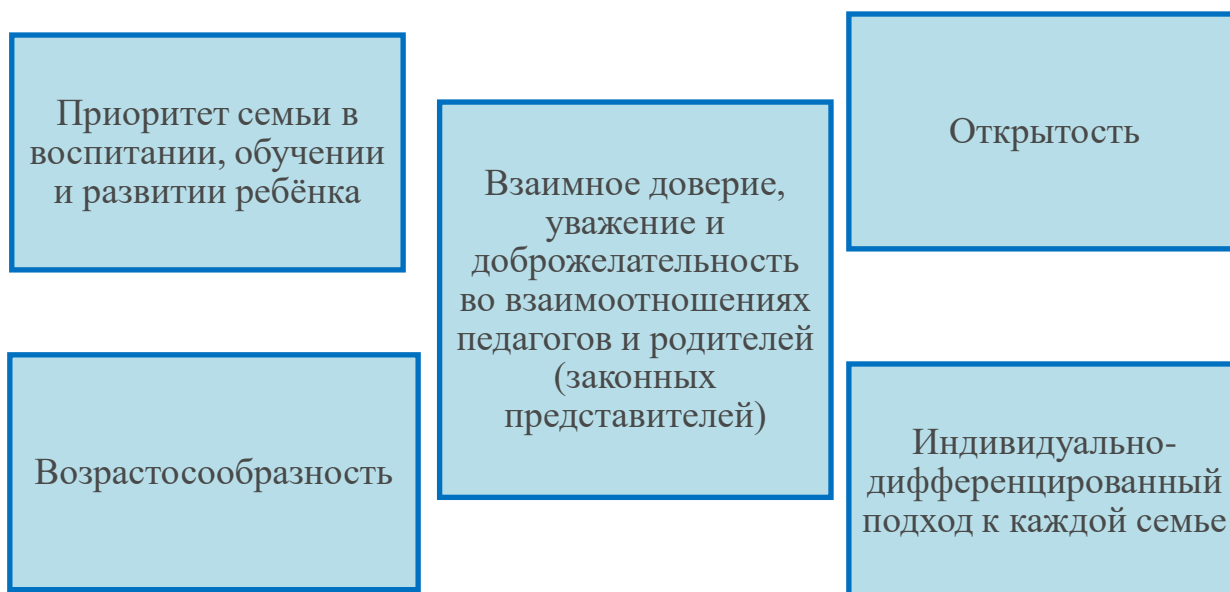 Приоритет семьи в
воспитании, обучении
и развитии ребёнка
Взаимное доверие,
уважение и
доброжелательность
во взаимоотношениях
педагогов и родителей
(законных
представителей)
Открытость
Возрастосообразность
Индивидуально-
дифференцированный
подход к каждой семье